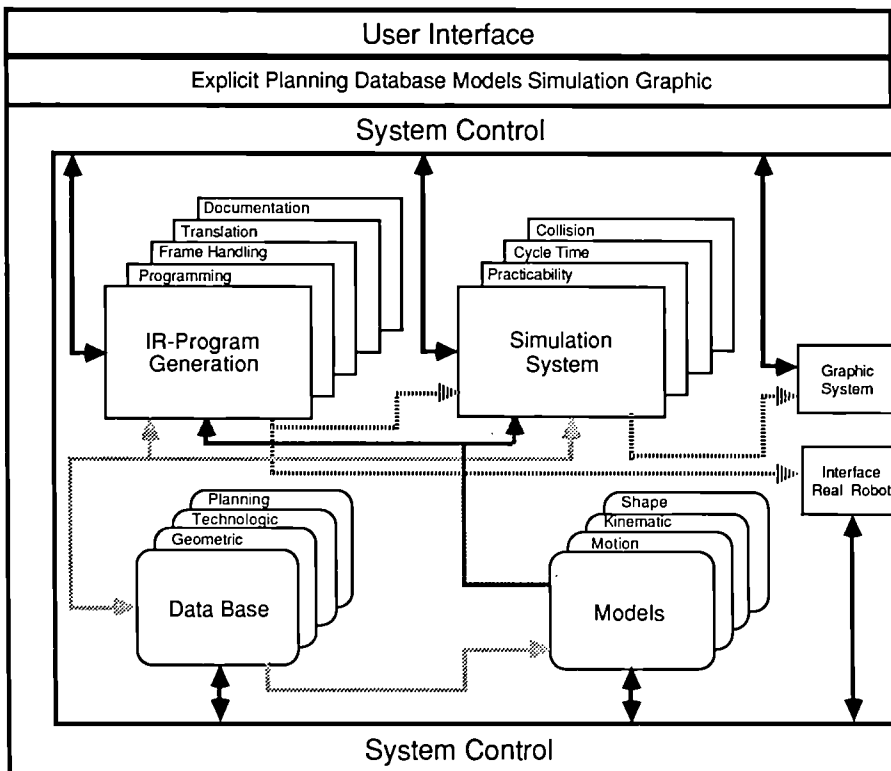 User Interface
Explicit Planning Database Models Simulation Graphic
System Control
Documentation
Translation
Frame Handling
Programming
IR-Program
Generation
Collision
Cycle Time
Practicability
Simulation
System
Graphic
System
Interface
Real Robot
Planning
Technologic
Geometric
Data Base
Shape
Kinematic
Motion
Models
System Control